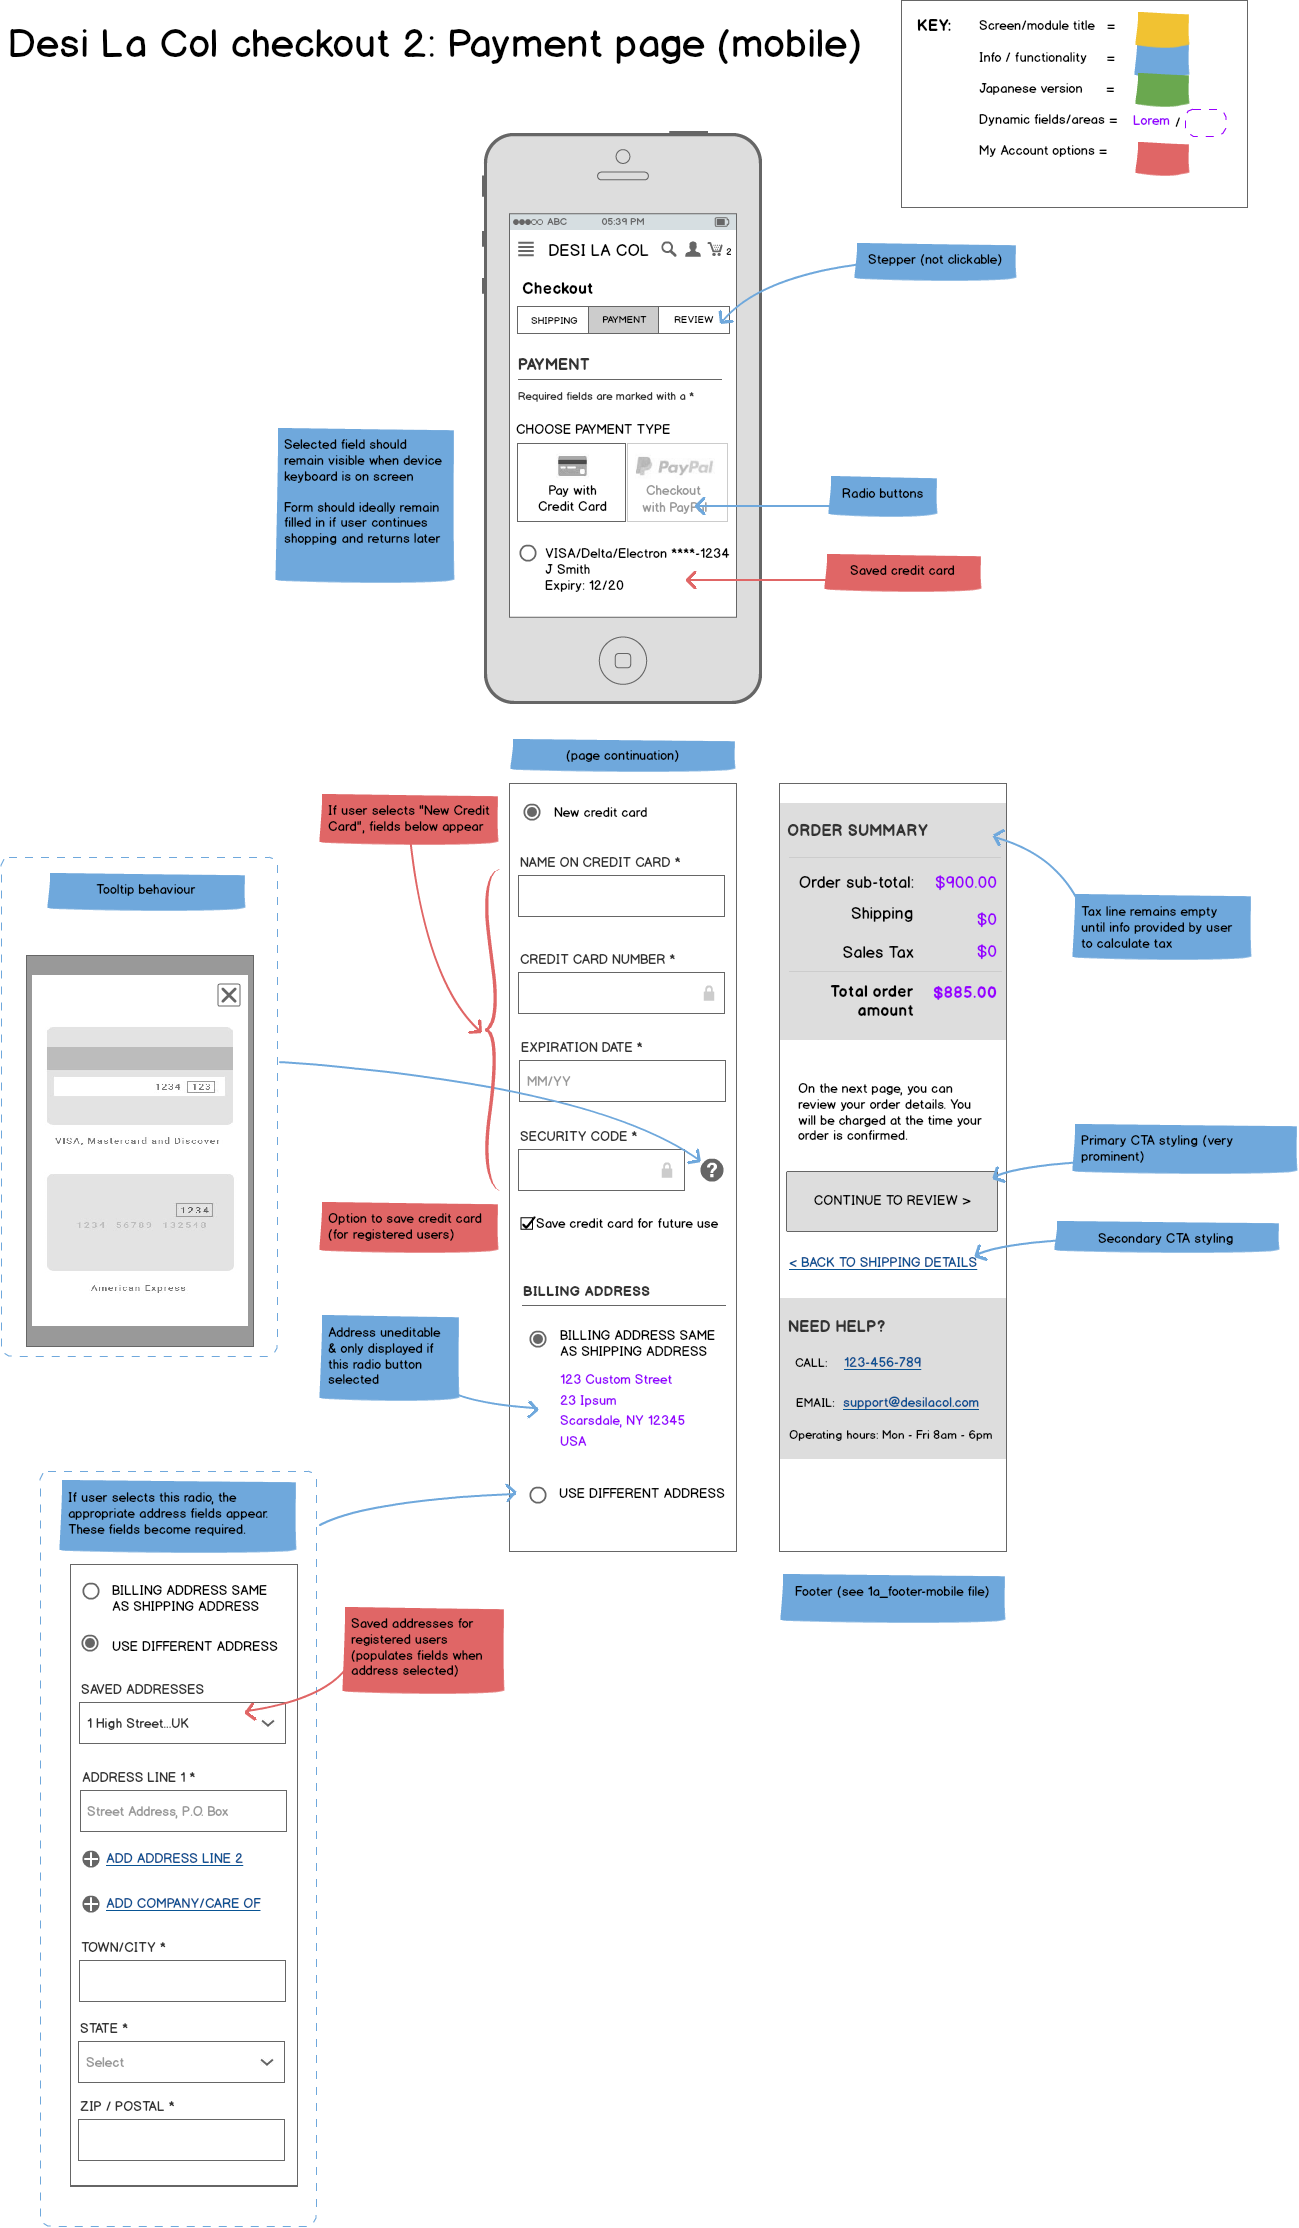 Desi La Col checkout 2: Payment page (mobile)
KEY:
Screen/module title =
Info / functionality =
Japanese version =
Dynamic fields/areas = Lorem /
My Account options =
ABC 05:39 PM
DESI LA COL 2
Checkout
SHIPPING PAYMENT REVIEW
Stepper (not clickable)
PAYMENT
Required fields are marked with a *
CHOOSE PAYMENT TYPE
Pay with
Credit Card
PayPal
Checkout
with PayPal
Radio buttons
Selected field should
remain visible when device
keyboard is on screen
Form should ideally remain
filled in if user continues
shopping and returns later
VISA/Delta/Electron ****-1234
J Smith
Expiry: 12/20
Saved credit card
(page continuation)
If user selects "New Credit
Card", fields below appear
New credit card
NAME ON CREDIT CARD *
CREDIT CARD NUMBER *
EXPIRATION DATE *
MM/YY
SECURITY CODE *
?
Option to save credit card
(for registered users)
Save credit card for future use
Tooltip behaviour
1234 123
VISA, Mastercard and Discover
1234
1234 56789 132548
American Express
BILLING ADDRESS
BILLING ADDRESS SAME
AS SHIPPING ADDRESS
123 Custom Street
23 Ipsum
Scarsdale, NY 12345
USA
Address uneditable
& only displayed if
this radio button
selected
USE DIFFERENT ADDRESS
ORDER SUMMARY
Order sub-total: $900.00
Shipping $0
Sales Tax $0
Total order
amount $885.00
Tax line remains empty
until info provided by user
to calculate tax
On the next page, you can
review your order details. You
will be charged at the time your
order is confirmed.
CONTINUE TO REVIEW >
Primary CTA styling (very
prominent)
< BACK TO SHIPPING DETAILS
Secondary CTA styling
NEED HELP?
CALL: 123-456-789
EMAIL: support@desilacol.com
Operating hours: Mon - Fri 8am - 6pm
Footer (see 1a_footer-mobile file)
If user selects this radio, the
appropriate address fields appear.
These fields become required.
BILLING ADDRESS SAME
AS SHIPPING ADDRESS
USE DIFFERENT ADDRESS
Saved addresses for
registered users
(populates fields when
address selected)
SAVED ADDRESSES
1 High Street...UK
ADDRESS LINE 1 *
Street Address, P.O. Box
ADD ADDRESS LINE 2
ADD COMPANY/CARE OF
TOWN/CITY *
STATE *
Select
ZIP / POSTAL *